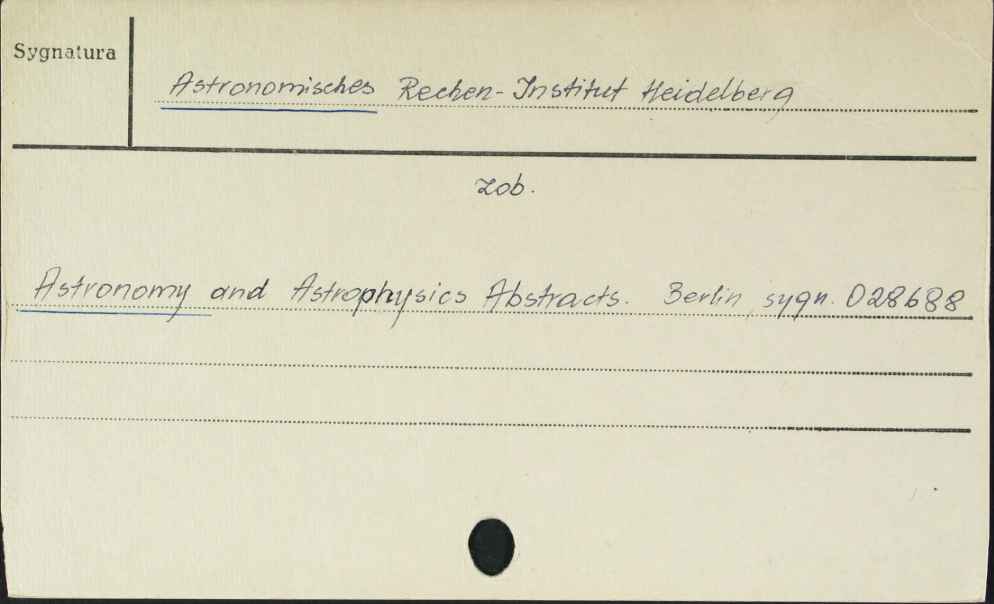 Sygnatura
Astronomisches Rechen-Institut Heidelberg
zob.
Astronomy and Astrophysics Abstracts. Berlin, sygn. 028688